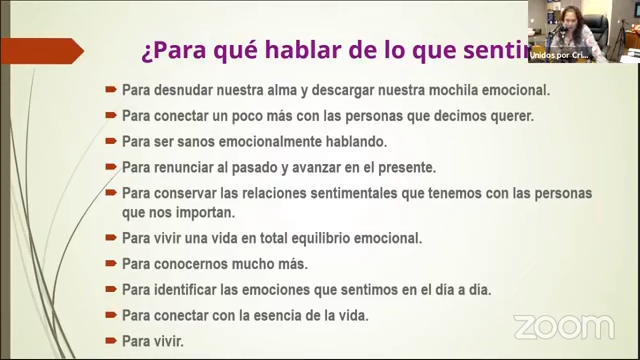 ¿Para qué hablar de lo que
Unidos por Cri...
Para desnudar nuestra alma y descargar nuestra mochila emocional.
Para conectar un poco más con las personas que decimos querer.
Para ser sanos emocionalmente hablando.
Para renunciar al pasado y avanzar en el presente.
Para conservar las relaciones sentimentales que tenemos con las personas
que nos importan.
Para vivir una vida en total equilibrio emocional.
Para conocernos mucho más.
Para identificar las emociones que sentimos en el día a día.
Para conectar con la esencia de la vida.
Para vivir.
zoom